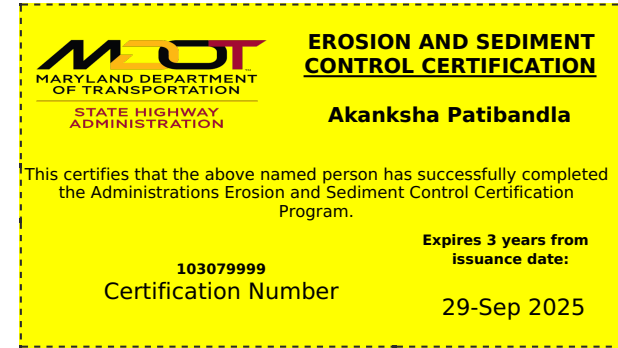 MDOT
MARYLAND DEPARTMENT
OF TRANSPORTATION
STATE HIGHWAY
ADMINISTRATION
EROSION AND SEDIMENT
CONTROL CERTIFICATION
Akanksha Patibandla
This certifies that the above named person has successfully completed
the Administrations Erosion and Sediment Control Certification
Program.
103079999
Certification Number
Expires 3 years from
issuance date:
29-Sep 2025